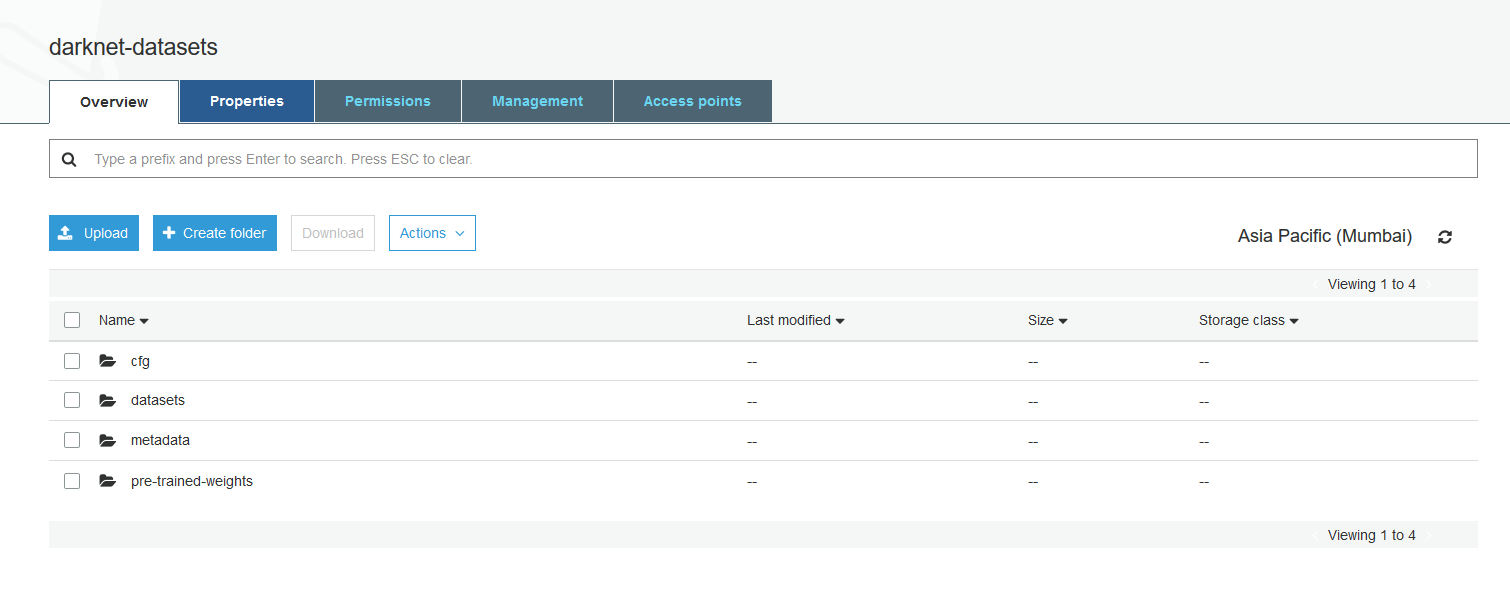 darknet-datasets
Overview Properties Permissions Management Access points
Type a prefix and press Enter to search. Press ESC to clear.
Upload Create folder Download Actions
Asia Pacific (Mumbai)
Viewing 1 to 4
Name Last modified Size Storage class
cfg -- -- --
datasets -- -- --
metadata -- -- --
pre-trained-weights -- -- --
Viewing 1 to 4